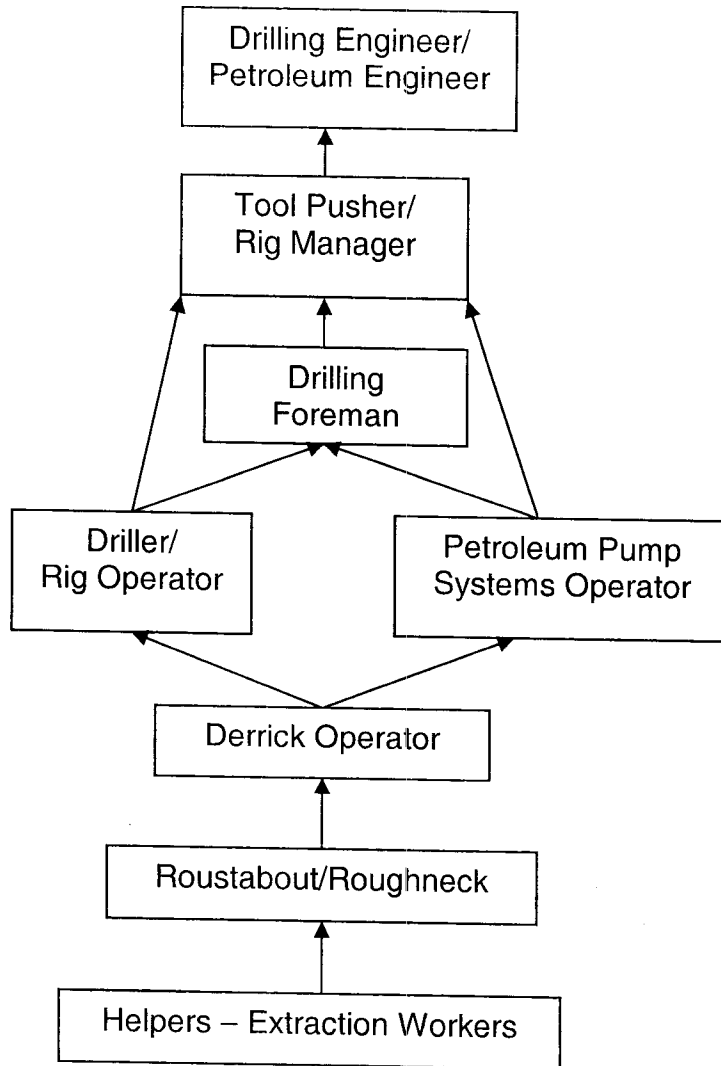 Drilling Engineer/
Petroleum Engineer
Tool Pusher/
Rig Manager
Drilling
Foreman
Driller/
Rig Operator
Petroleum Pump
Systems Operator
Derrick Operator
Roustabout/Roughneck
Helpers – Extraction Workers